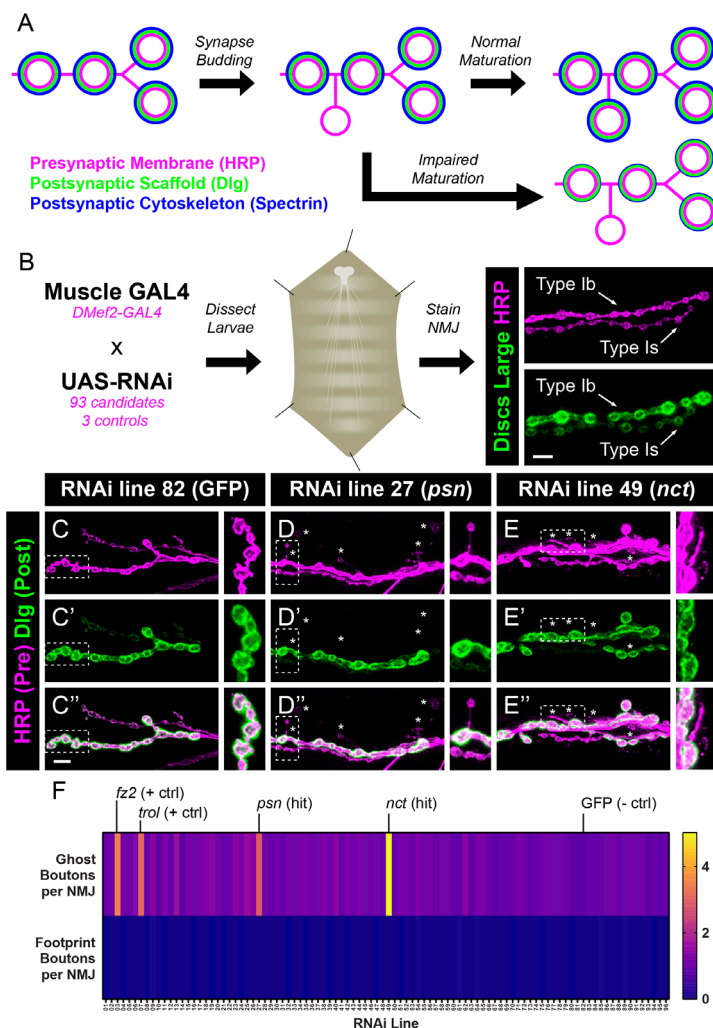 A
Synapse
Budding
Normal
Maturation
Presynaptic Membrane (HRP)
Postsynaptic Scaffold (Dlg)
Postsynaptic Cytoskeleton (Spectrin)
Impaired
Maturation
B
Muscle GAL4
DMef2-GAL4
x
UAS-RNAi
93 candidates
3 controls
Dissect
Larvae
Stain
NMJ
Discs Large HRP
Type Ib
Type Is
Type Ib
Type Is
RNAi line 82 (GFP)
RNAi line 27 (psn)
RNAi line 49 (nct)
HRP (Pre) Dlg (Post)
C
D
* * * * *
E
* * * *
C’
D’
* * * * *
E’
* * * *
C’’
D’’
* * * * *
E’’
* * * *
F
fz2 (+ ctrl)
trol (+ ctrl)
psn (hit)
nct (hit)
GFP (- ctrl)
Ghost
Boutons
per NMJ
Footprint
Boutons
per NMJ
4
2
0
RNAi Line